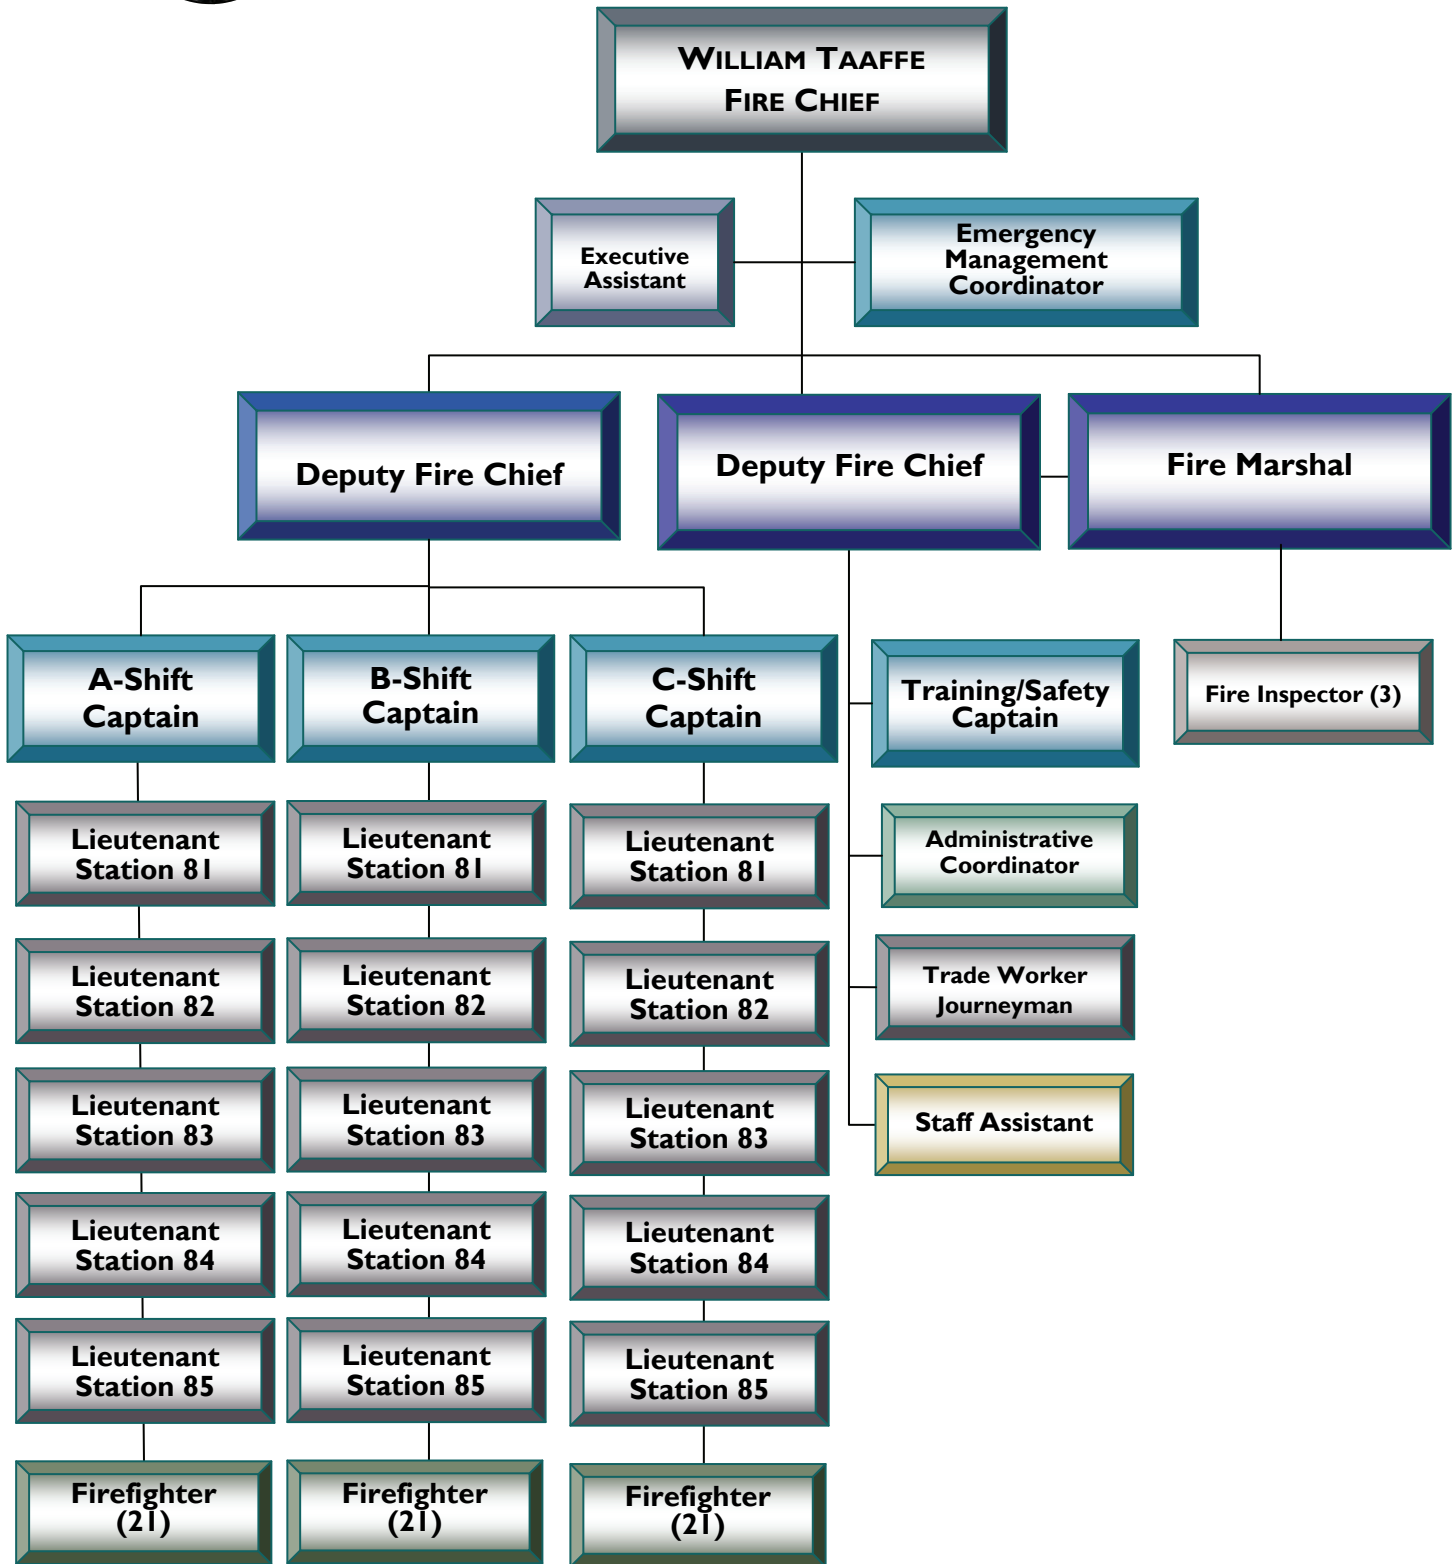 WILLIAM TAAFFE
FIRE CHIEF
Executive
Assistant
Emergency
Management
Coordinator
Deputy Fire Chief
Deputy Fire Chief
Fire Marshal
A-Shift
Captain
B-Shift
Captain
C-Shift
Captain
Training/Safety
Captain
Fire Inspector (3)
Lieutenant
Station 81
Lieutenant
Station 81
Lieutenant
Station 81
Administrative
Coordinator
Lieutenant
Station 82
Lieutenant
Station 82
Lieutenant
Station 82
Trade Worker
Journeyman
Lieutenant
Station 83
Lieutenant
Station 83
Lieutenant
Station 83
Staff Assistant
Lieutenant
Station 84
Lieutenant
Station 84
Lieutenant
Station 84
Lieutenant
Station 85
Lieutenant
Station 85
Lieutenant
Station 85
Firefighter
(21)
Firefighter
(21)
Firefighter
(21)